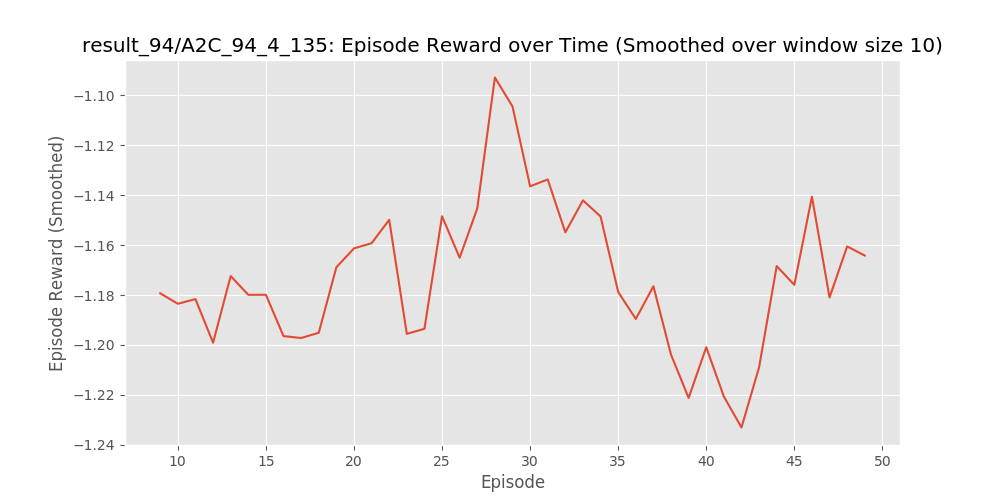 result_94/A2C_94_4_135: Episode Reward over Time (Smoothed over window size 10)
Episode Reward (Smoothed)
−1.10
−1.12
−1.14
−1.16
−1.18
−1.20
−1.22
−1.24
10 15 20 25 30 35 40 45 50
Episode